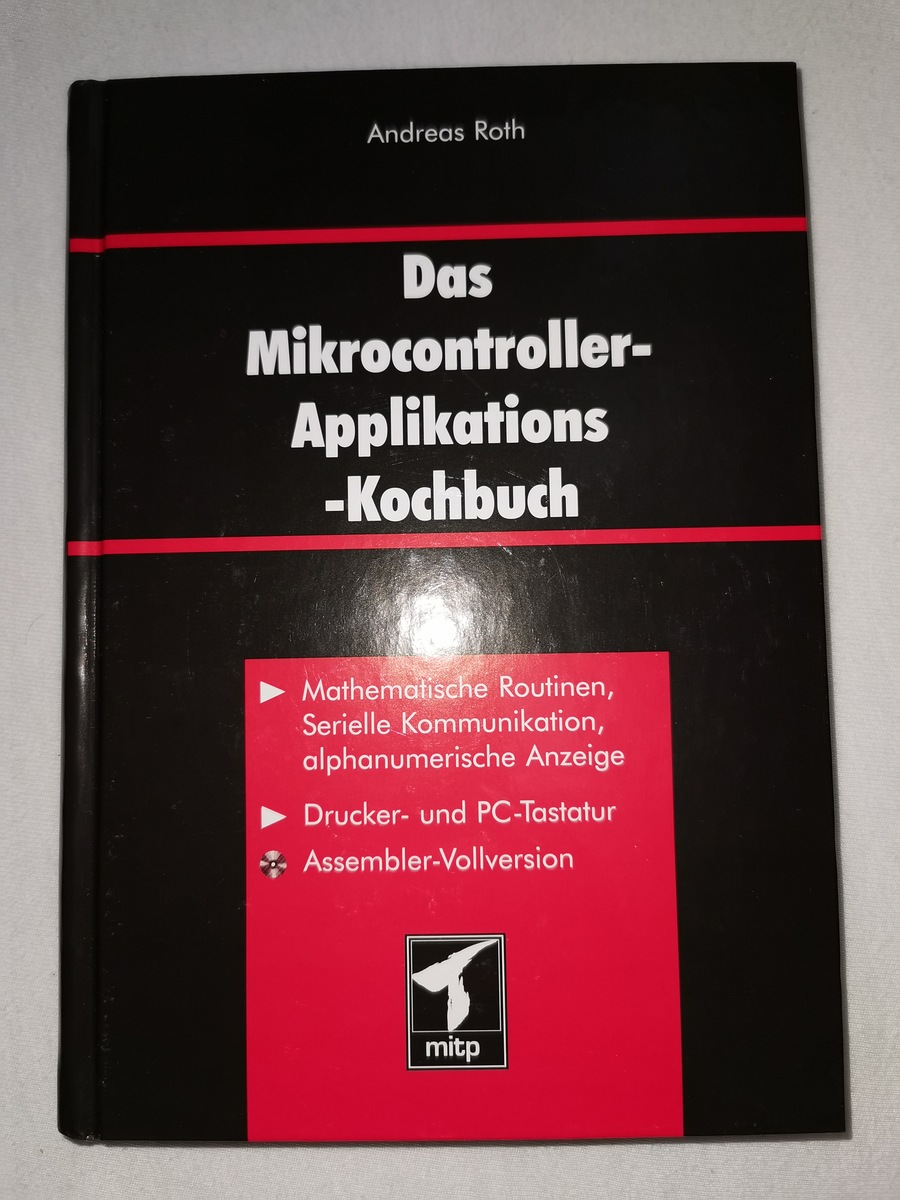 Andreas Roth
Das
Mikrocontroller-
Applikations
-Kochbuch
Mathematische Routinen,
Serielle Kommunikation,
alphanumerische Anzeige
Drucker- und PC-Tastatur
Assembler-Vollversion
mitp